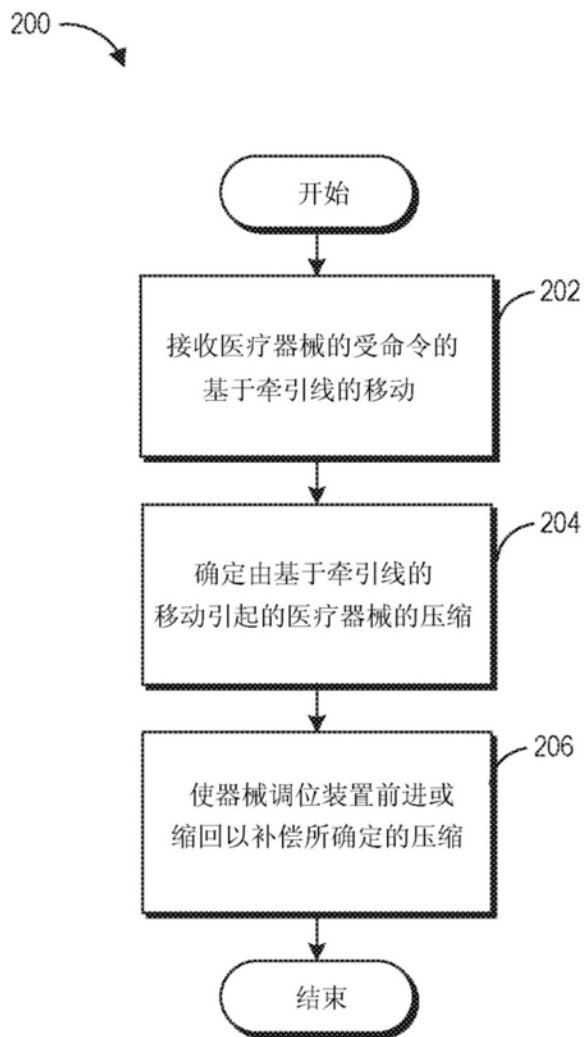 200
开始
202
接收医疗器械的受命令的
基于牵引线的移动
204
确定由基于牵引线的
移动引起的医疗器械的压缩
206
使器械调位装置前进或
缩回以补偿所确定的压缩
结束